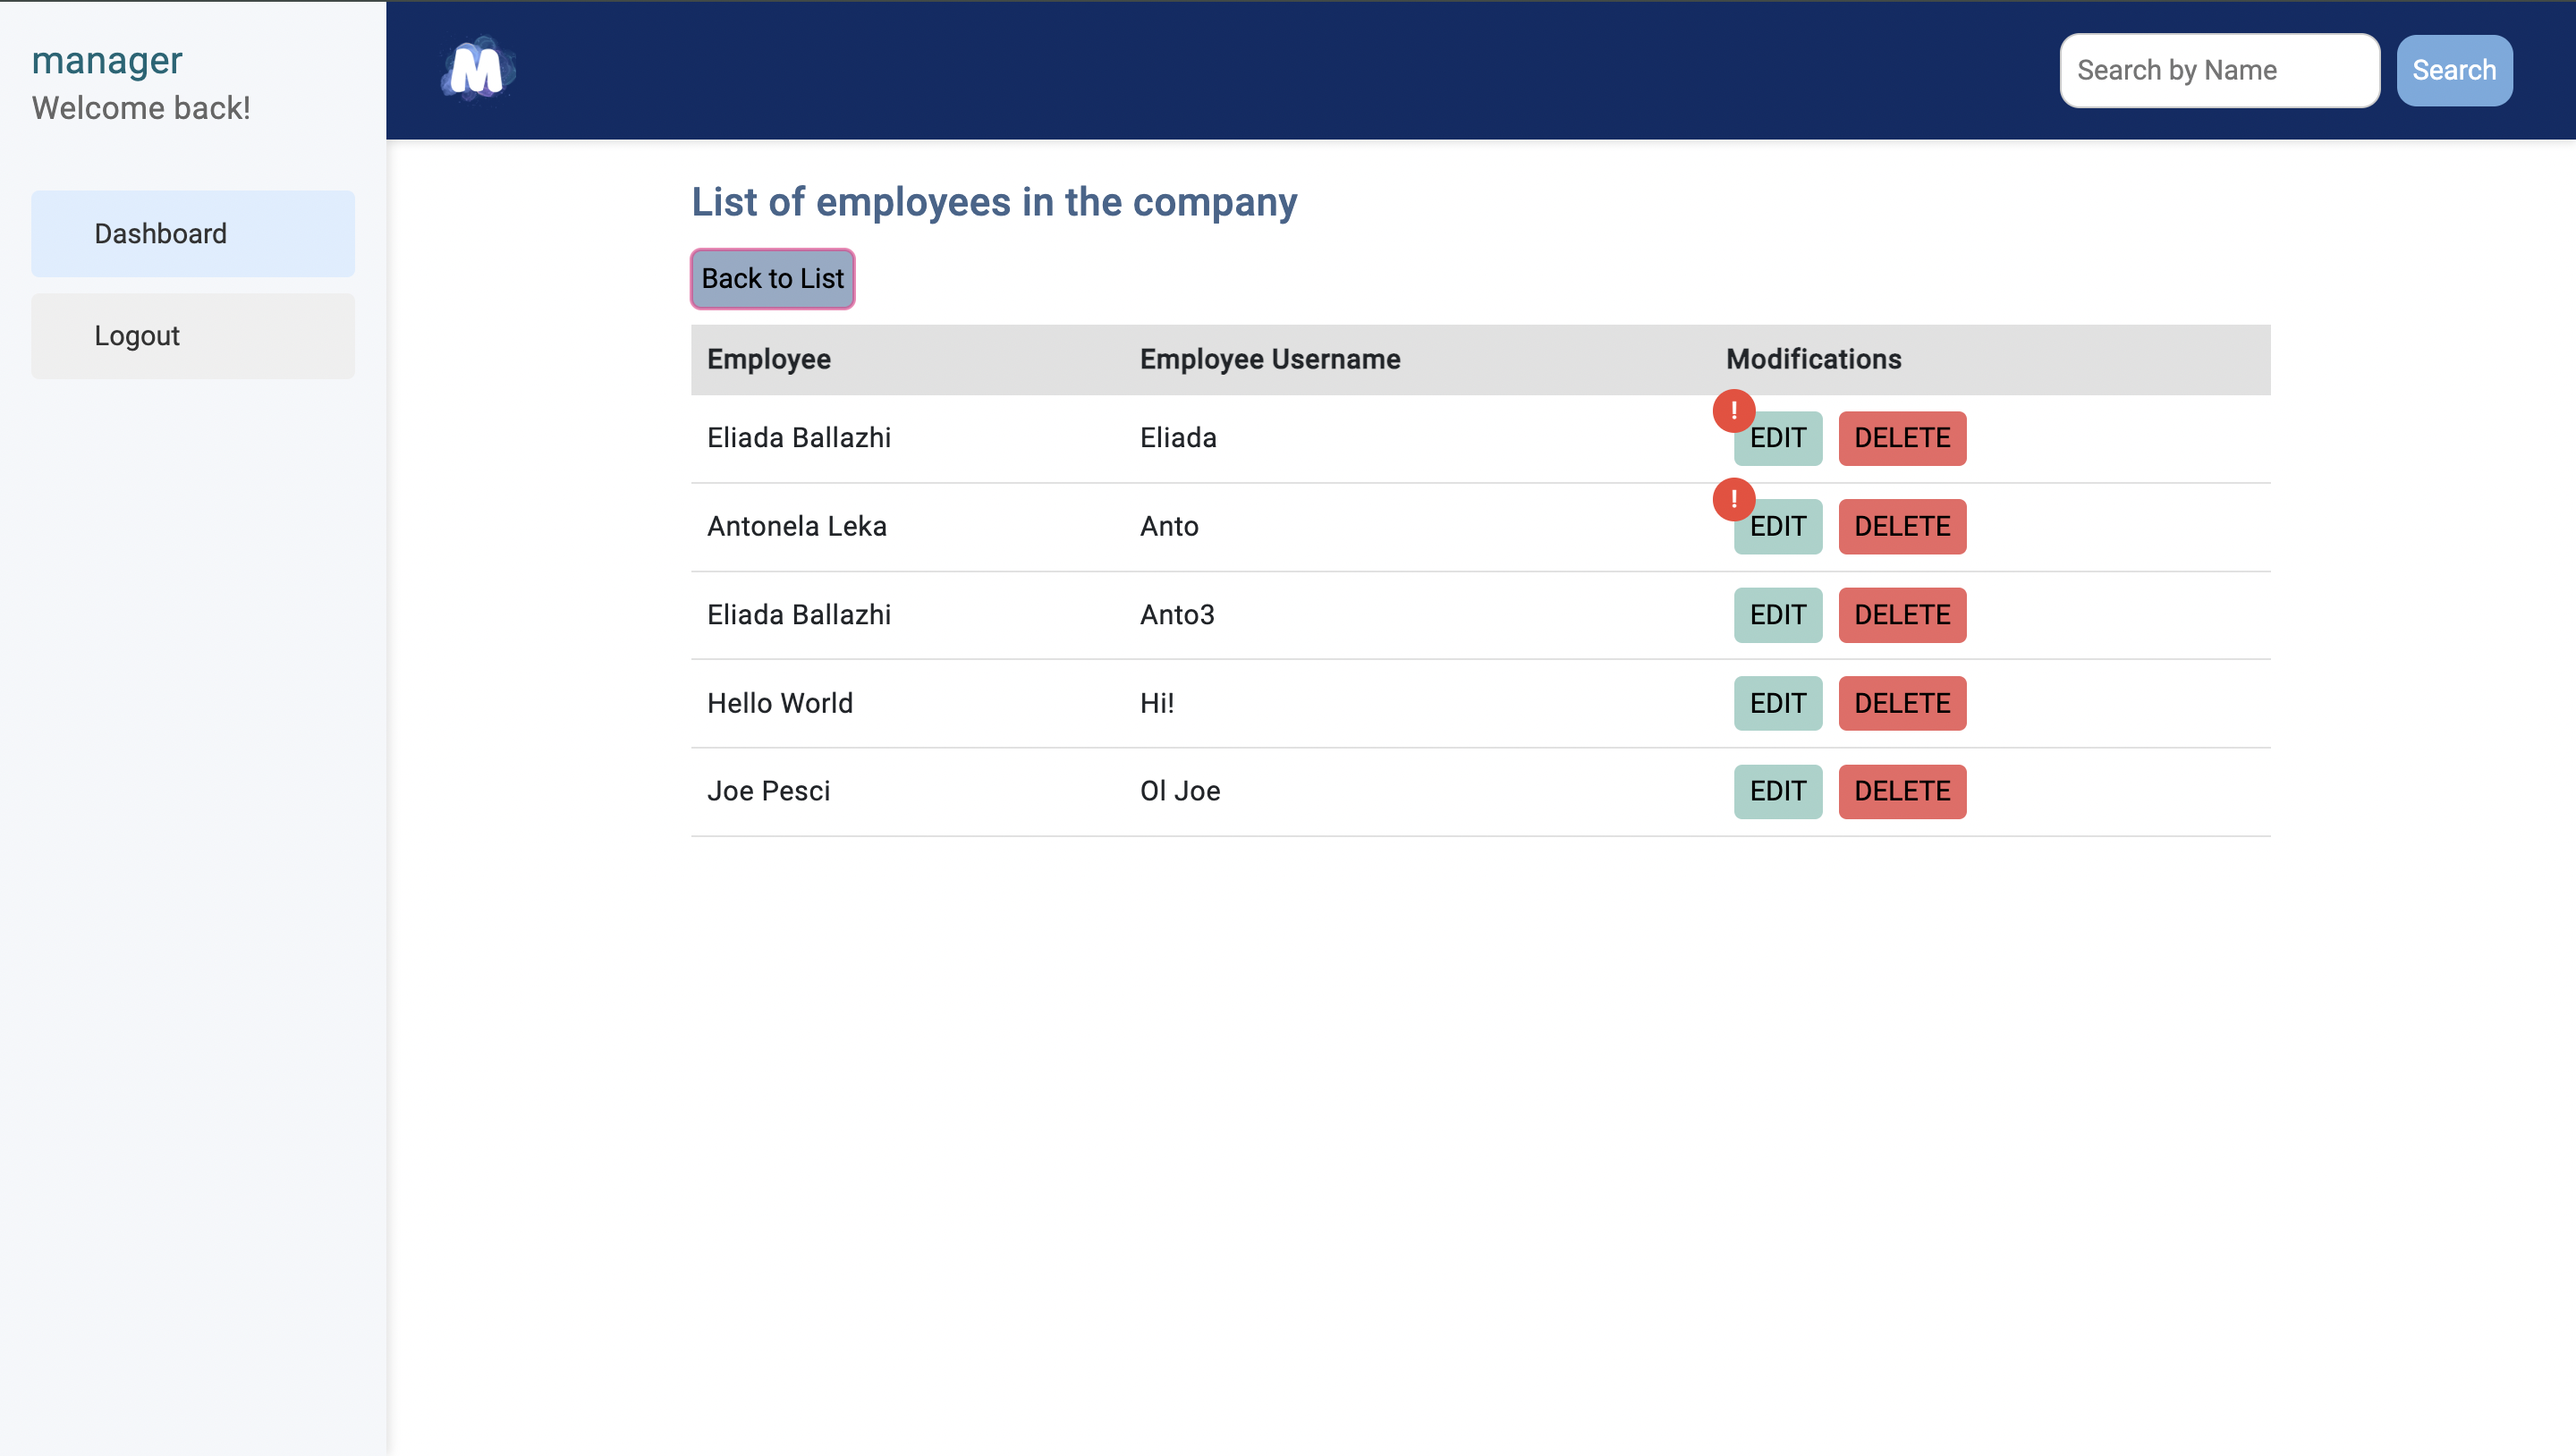 manager
Welcome back!
Dashboard
Logout
M
Search by Name
Search
List of employees in the company
Back to List
Employee Employee Username Modifications
Eliada Ballazhi Eliada ! EDIT DELETE
Antonela Leka Anto ! EDIT DELETE
Eliada Ballazhi Anto3 EDIT DELETE
Hello World Hi! EDIT DELETE
Joe Pesci Ol Joe EDIT DELETE